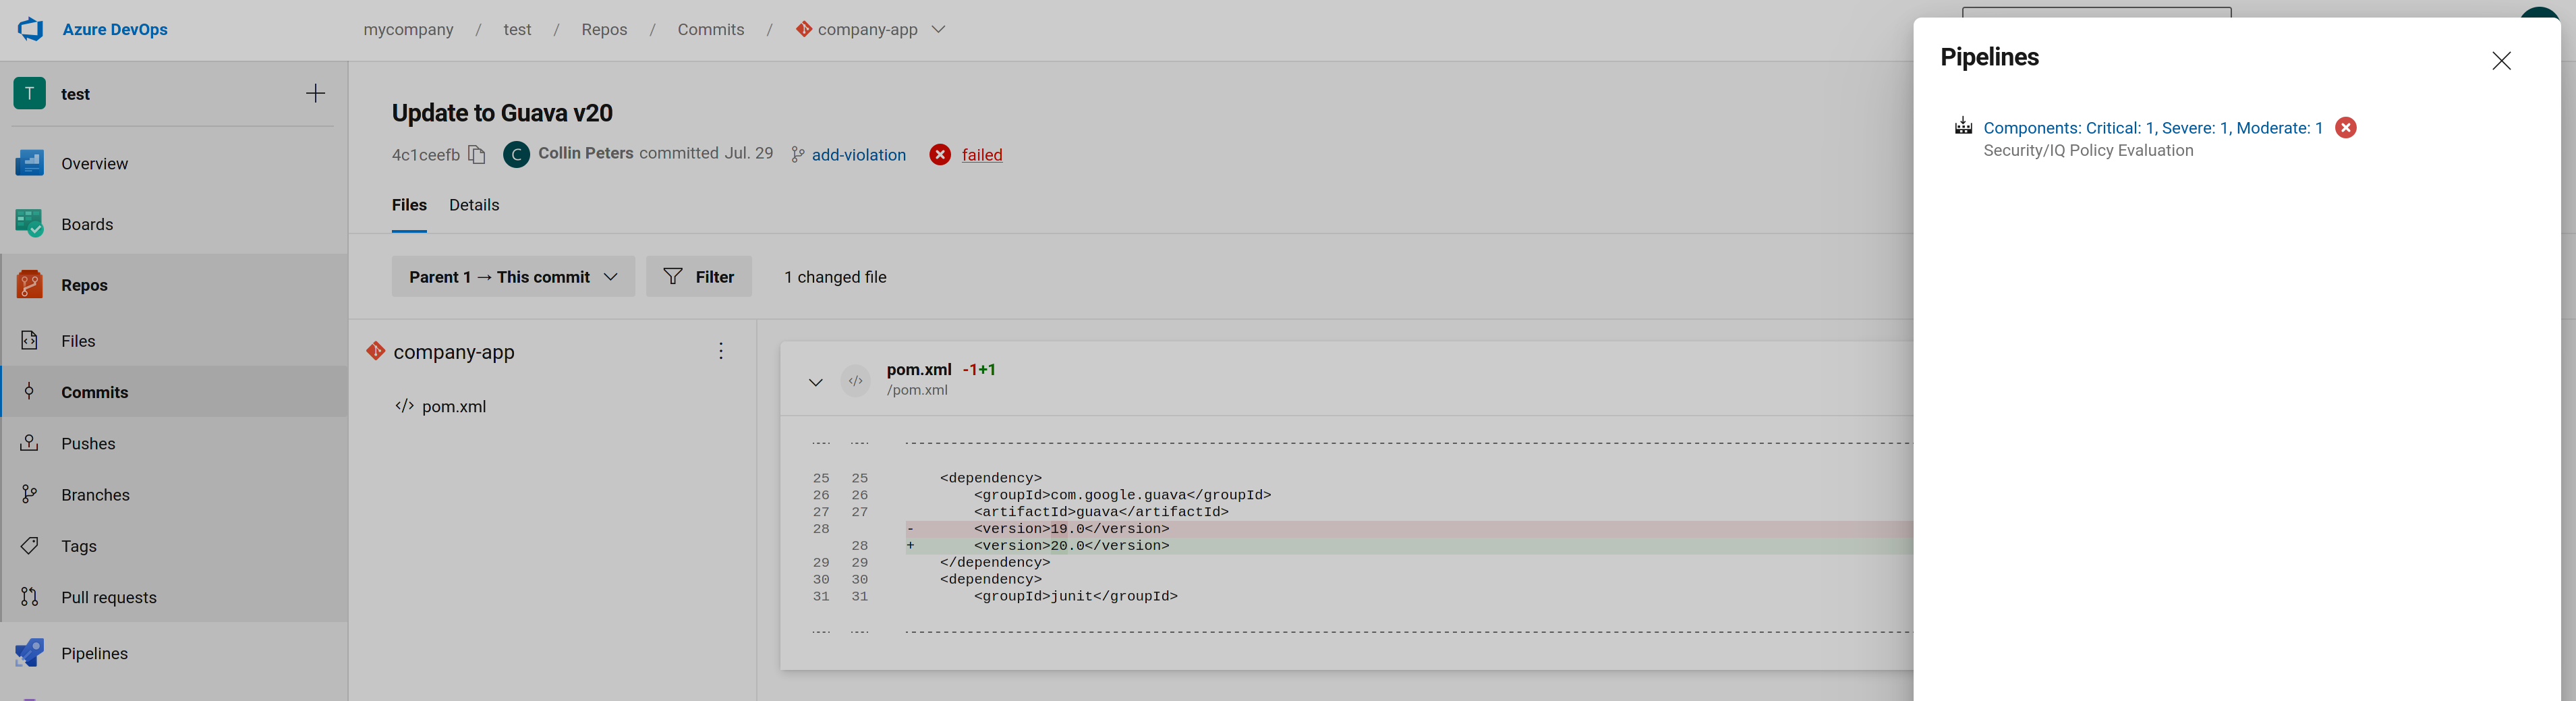 Azure DevOps
mycompany / test / Repos / Commits / company-app
T test
Overview
Boards
Repos
Files
Commits
Pushes
Branches
Tags
Pull requests
Pipelines
Update to Guava v20
4c1ceefb C Collin Peters committed Jul. 29 add-violation failed
Files Details
Parent 1 → This commit Filter 1 changed file
company-app
</> pom.xml
</> pom.xml -1+1
/pom.xml
25 25 <dependency>
26 26 <groupId>com.google.guava</groupId>
27 27 <artifactId>guava</artifactId>
28 - <version>19.0</version>
28 + <version>20.0</version>
29 29 </dependency>
30 30 <dependency>
31 31 <groupId>junit</groupId>
Pipelines
Components: Critical: 1, Severe: 1, Moderate: 1
Security/IQ Policy Evaluation